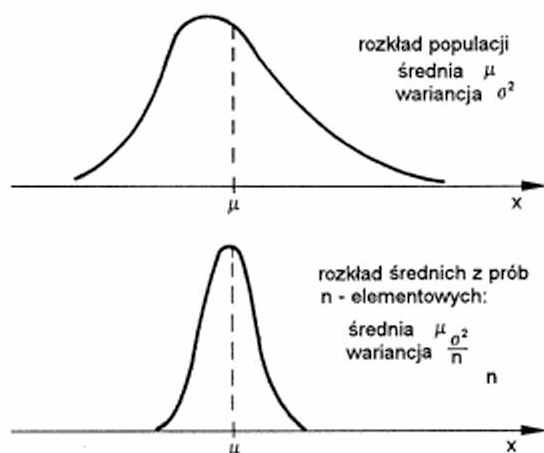 rozkład populacji
średnia μ
wariancja σ²
μ
x
rozkład średnich z prób
n - elementowych:
średnia μ
wariancja σ²/n
n
μ
x